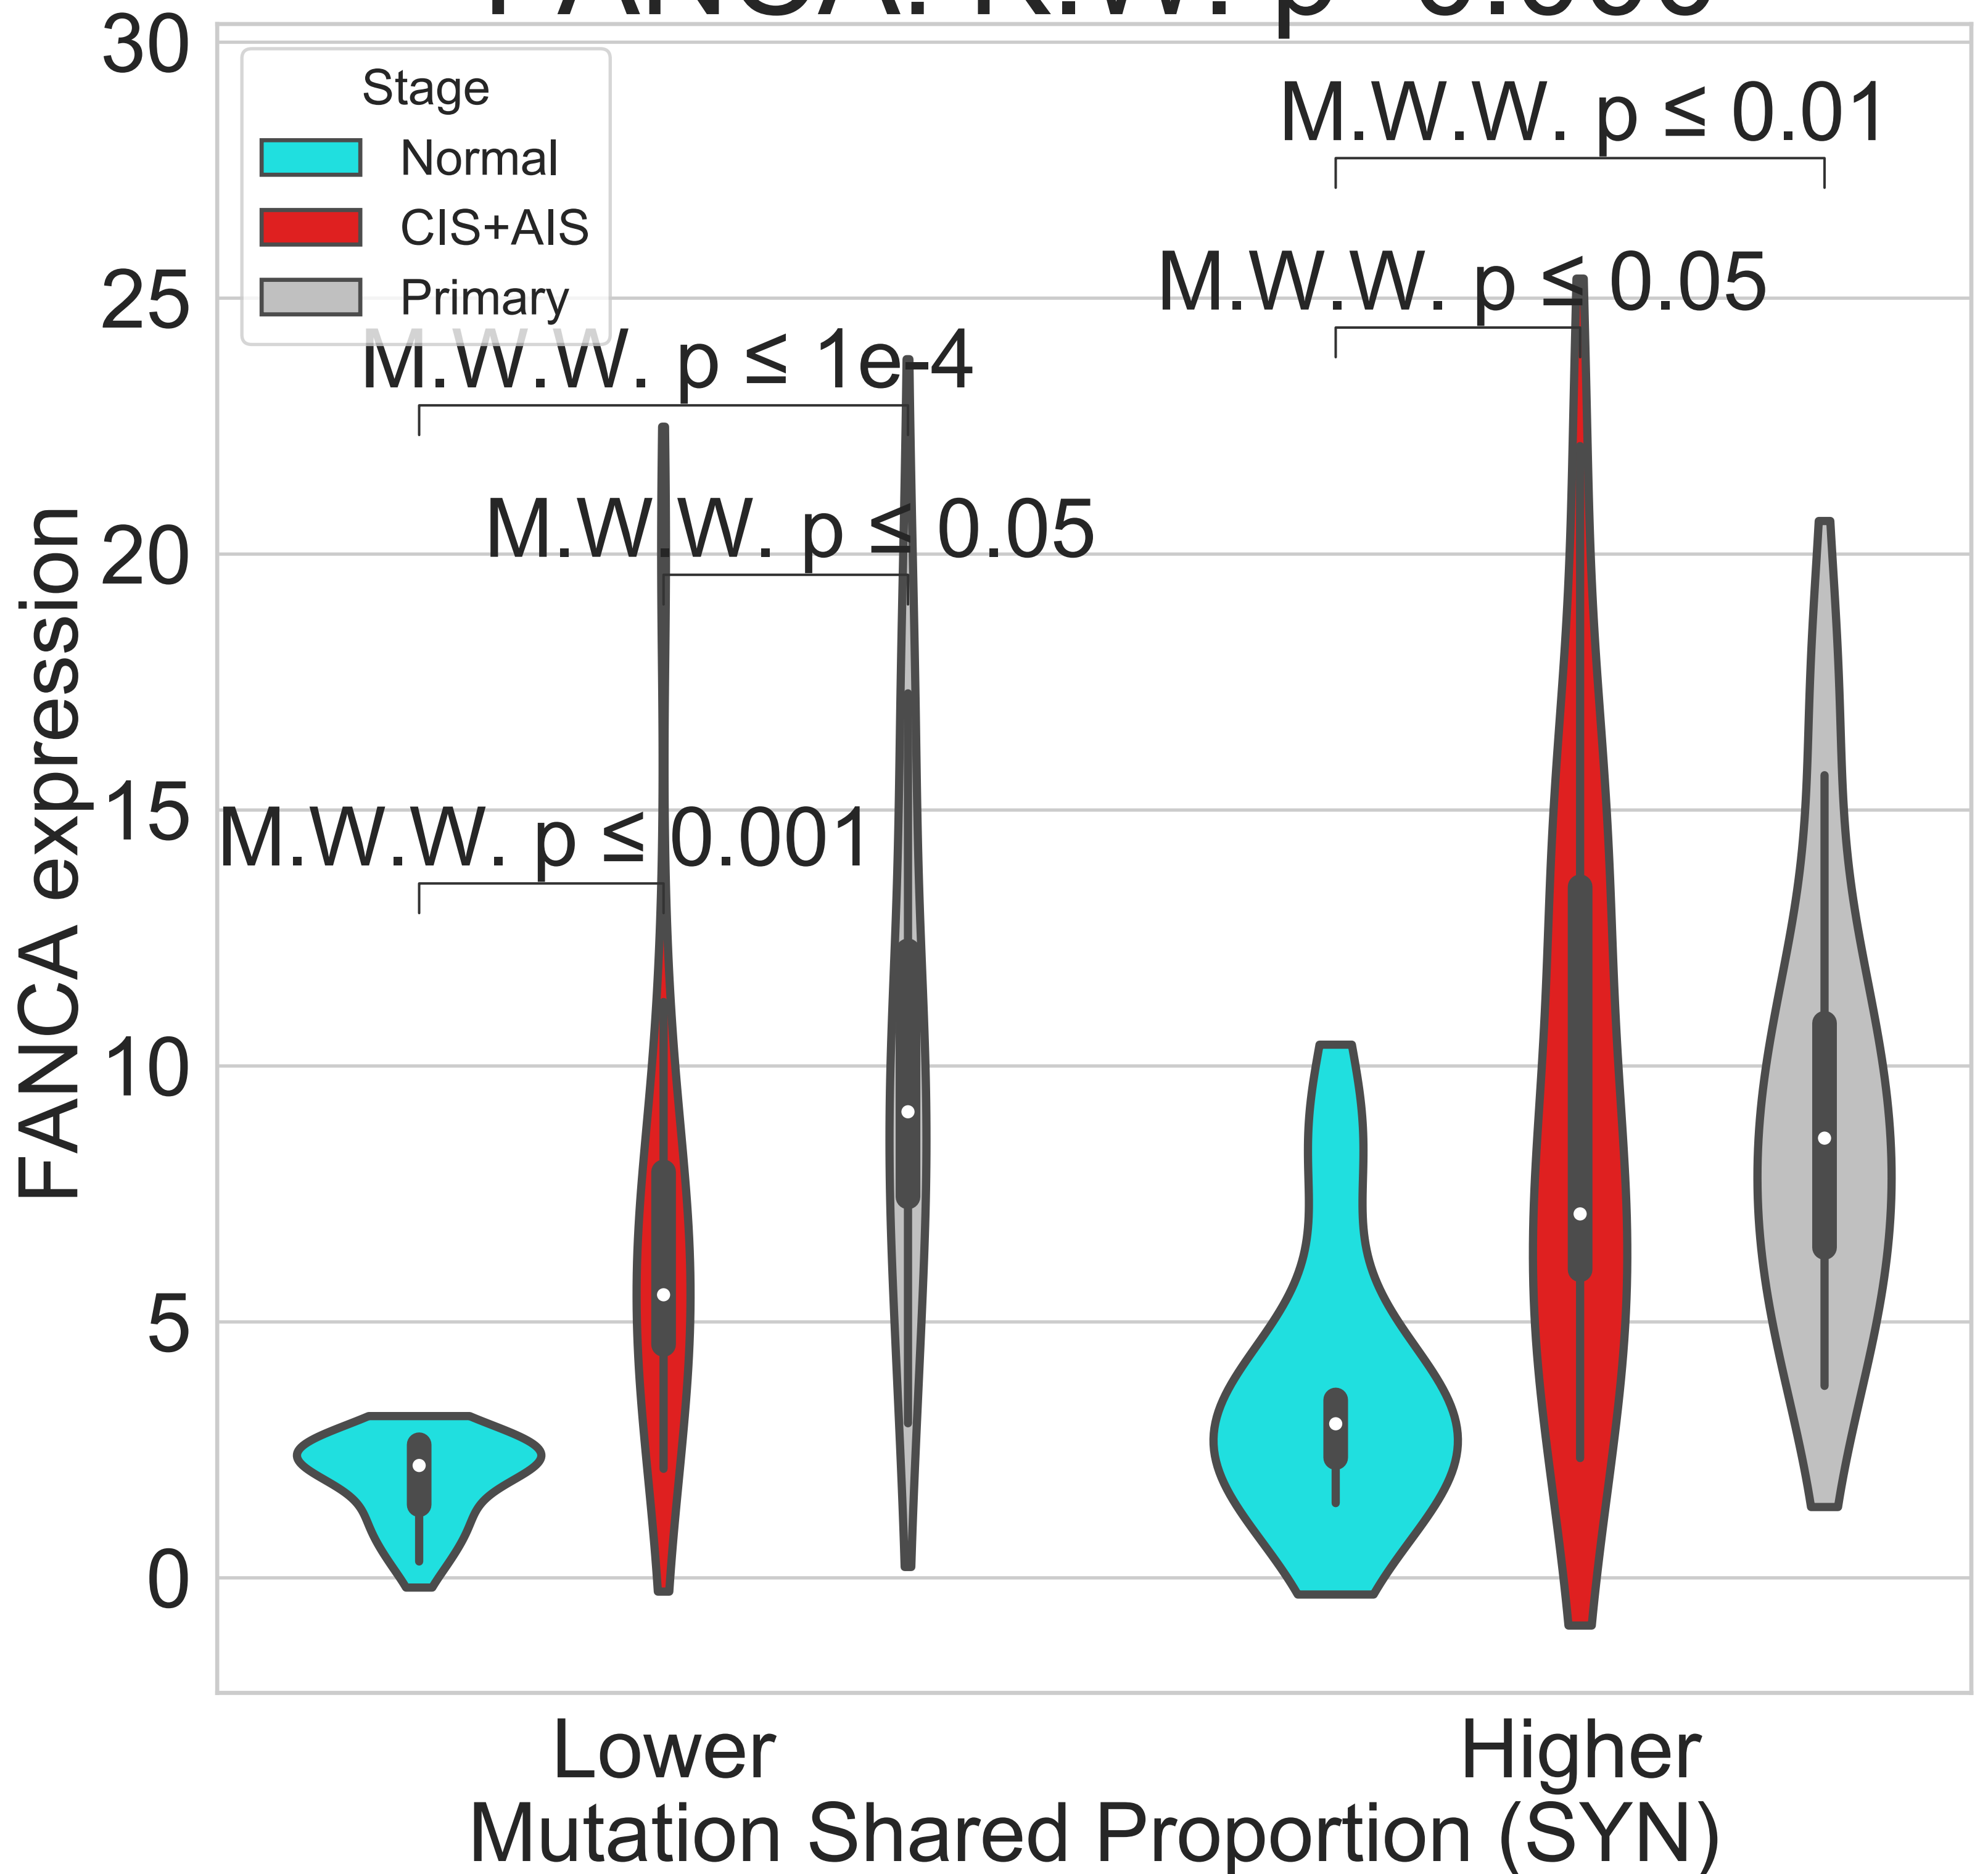 30
Stage
Normal
CIS+AIS
Primary
M.W.W. p ≤ 0.01
25
M.W.W. p ≤ 0.05
M.W.W. p ≤ 1e-4
20
M.W.W. p ≤ 0.05
15
M.W.W. p ≤ 0.001
10
5
0
FANCA expression
Lower
Higher
Mutation Shared Proportion (SYN)